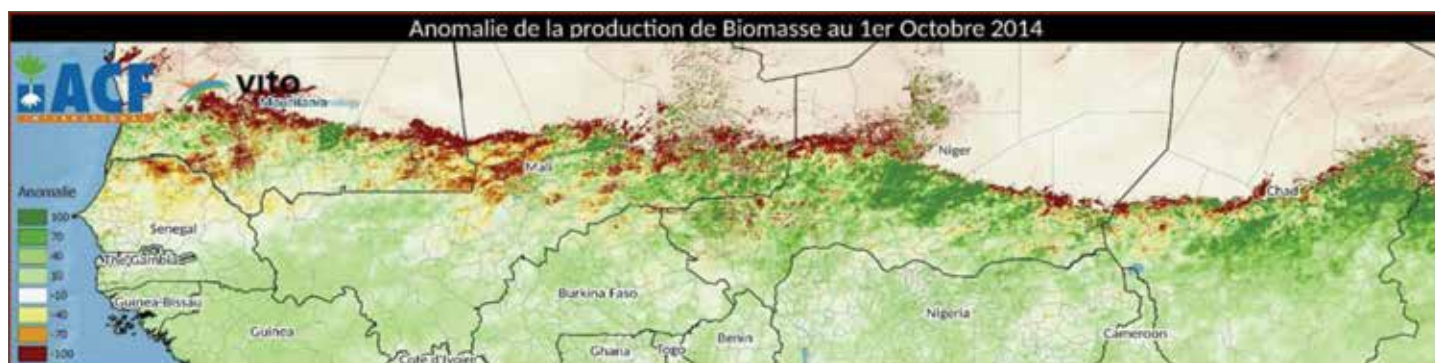 Anomalie de la production de Biomasse au 1er Octobre 2014
ACF
INTERNATIONAL
vito
Mauritania
Niger
Mali
Chad
Anomalie
100
70
40
10
-10
-40
-70
-100
Senegal
The Gambia
Guinea-Bissau
Guinea
Burkina Faso
Nigeria
Benin
Cameroon
Ghana
Togo
Cote d'Ivoire